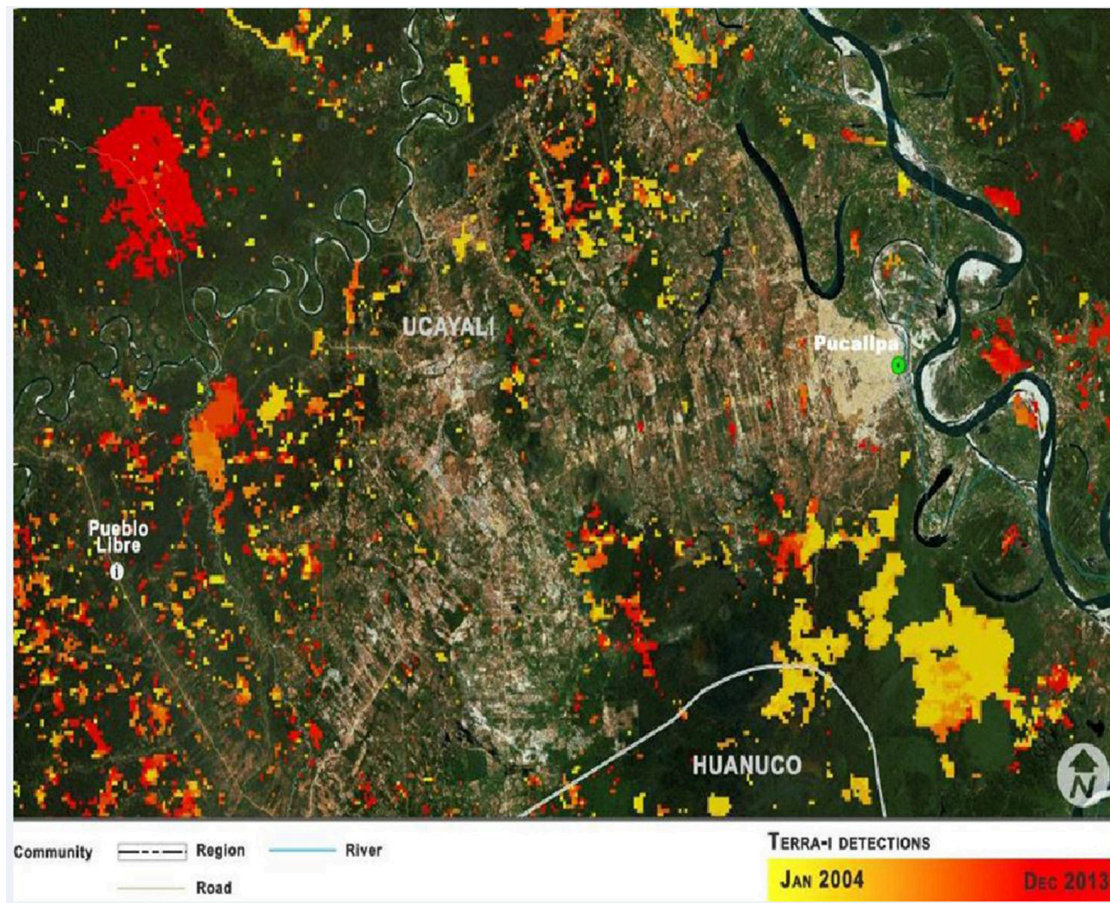 UCAYALI
Pucallpa
Pueblo
Libre
i
HUANUCO
N
Community
Region
River
Road
TERRA-I DETECTIONS
JAN 2004
DEC 2013